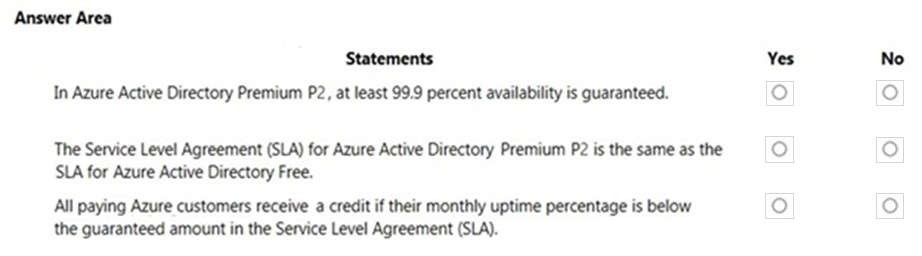 Answer Area
Statements Yes No
In Azure Active Directory Premium P2, at least 99.9 percent availability is guaranteed.
The Service Level Agreement (SLA) for Azure Active Directory Premium P2 is the same as the
SLA for Azure Active Directory Free.
All paying Azure customers receive a credit if their monthly uptime percentage is below
the guaranteed amount in the Service Level Agreement (SLA).